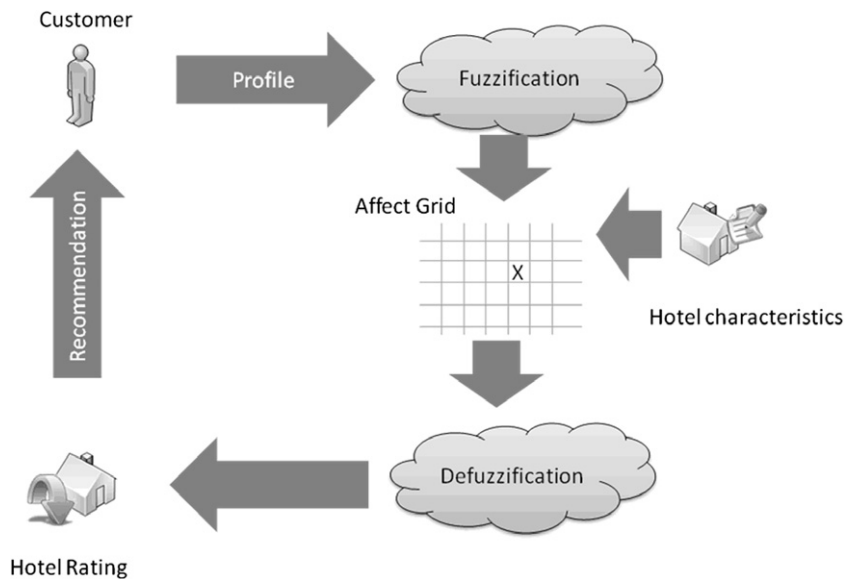 Customer
Profile
Fuzzification
Affect Grid
X
Hotel characteristics
Recommendation
Defuzzification
Hotel Rating